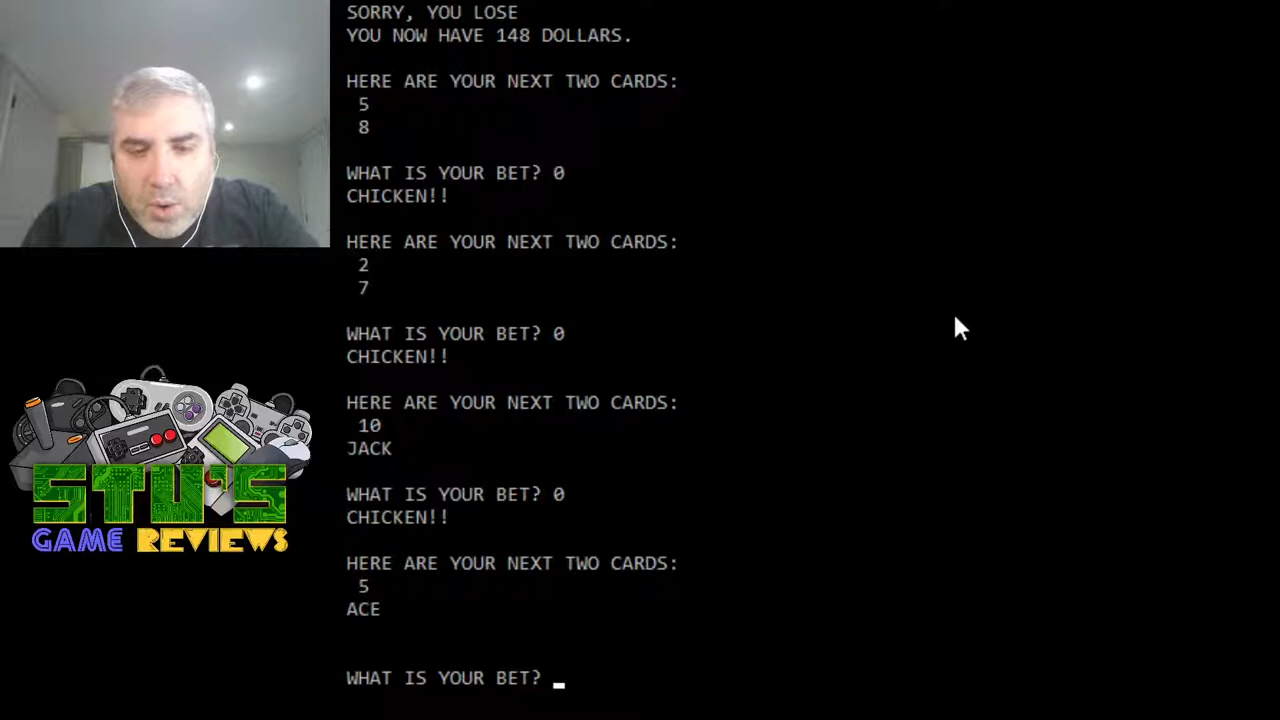 SORRY, YOU LOSE
YOU NOW HAVE 148 DOLLARS.
HERE ARE YOUR NEXT TWO CARDS:
5
8
WHAT IS YOUR BET? 0
CHICKEN!!
HERE ARE YOUR NEXT TWO CARDS:
2
7
WHAT IS YOUR BET? 0
CHICKEN!!
HERE ARE YOUR NEXT TWO CARDS:
10
JACK
WHAT IS YOUR BET? 0
CHICKEN!!
HERE ARE YOUR NEXT TWO CARDS:
5
ACE
WHAT IS YOUR BET? _
STU'S
GAME REVIEWS